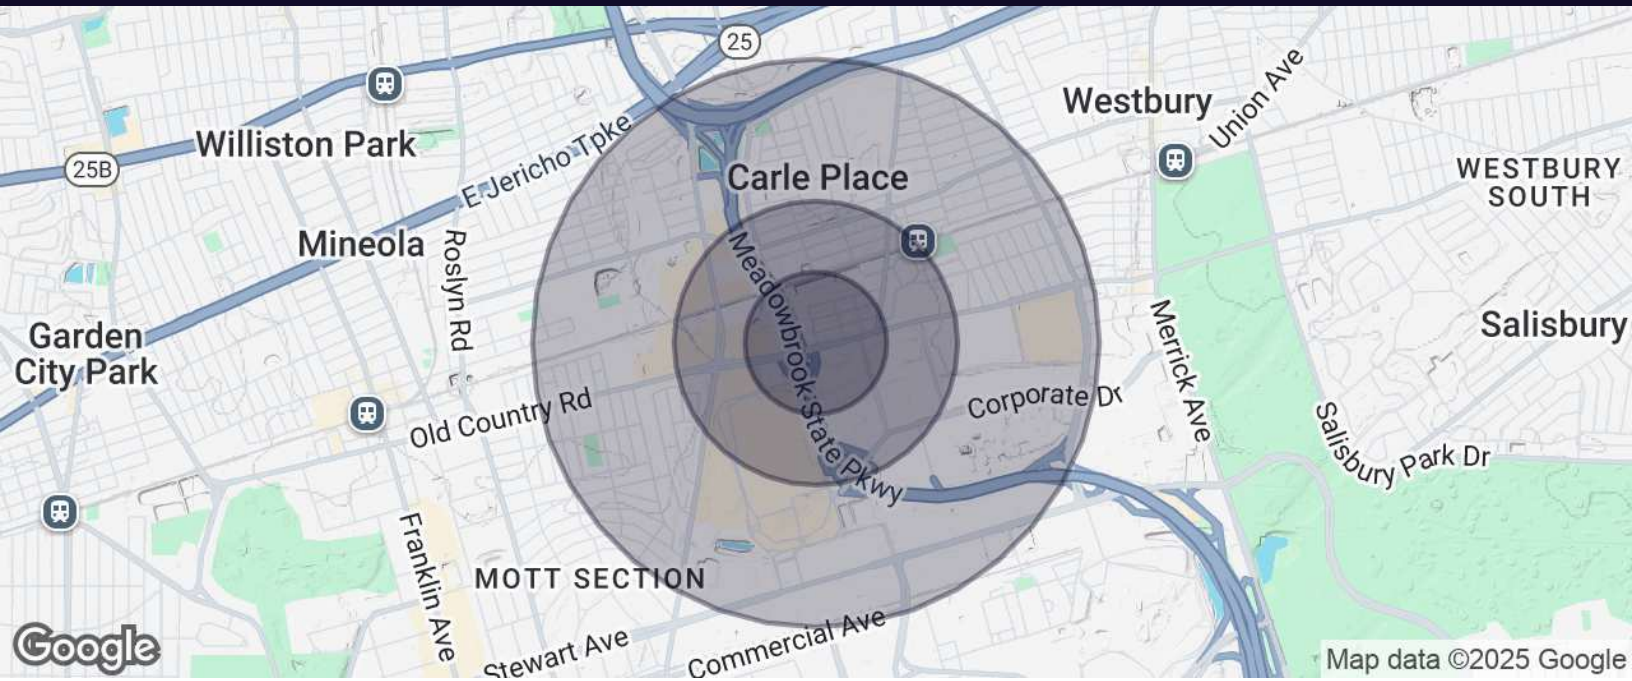 25
Westbury
Union Ave
Williston Park
25B
E Jericho Tpke
Carle Place
WESTBURY
SOUTH
Mineola
Roslyn Rd
Meadowbrook State Pkwy
Garden
City Park
Merrick Ave
Salisbury
Old Country Rd
Corporate Dr
Salisbury Park Dr
Franklin Ave
MOTT SECTION
Stewart Ave
Commercial Ave
Google
Map data ©2025 Google